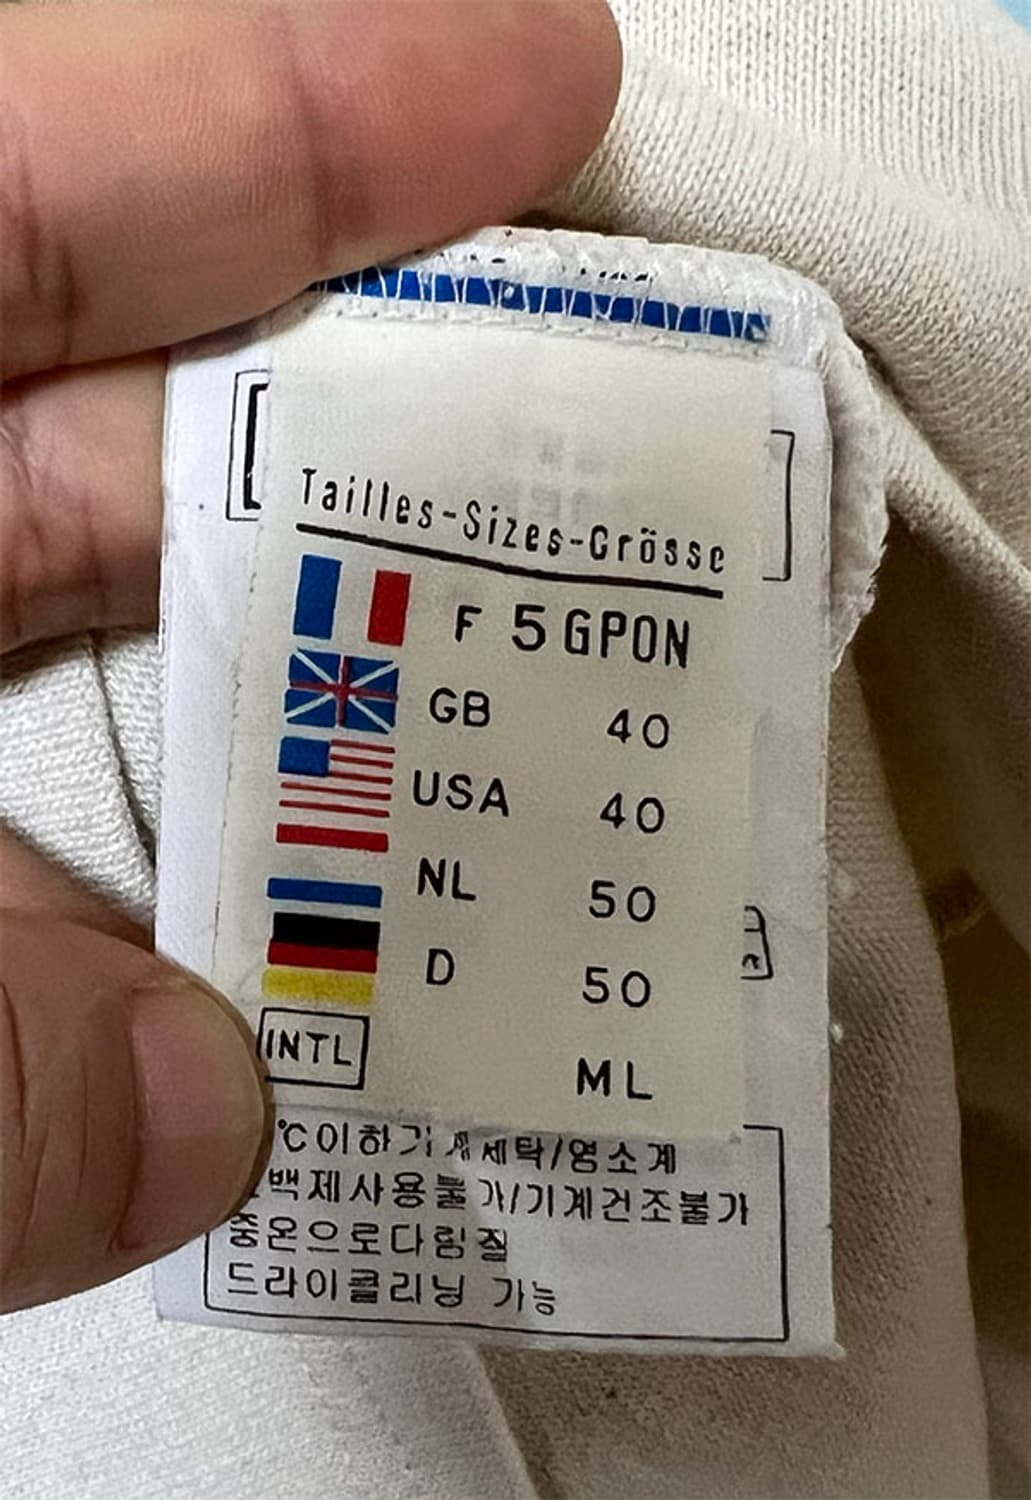 Tailles-Sizes-Grösse
F 5 GPON
GB 40
USA 40
NL 50
D 50
INTL ML
℃이하기계세탁/염소계
백제사용불가/기계건조불가
중온으로다림질
드라이클리닝 가능